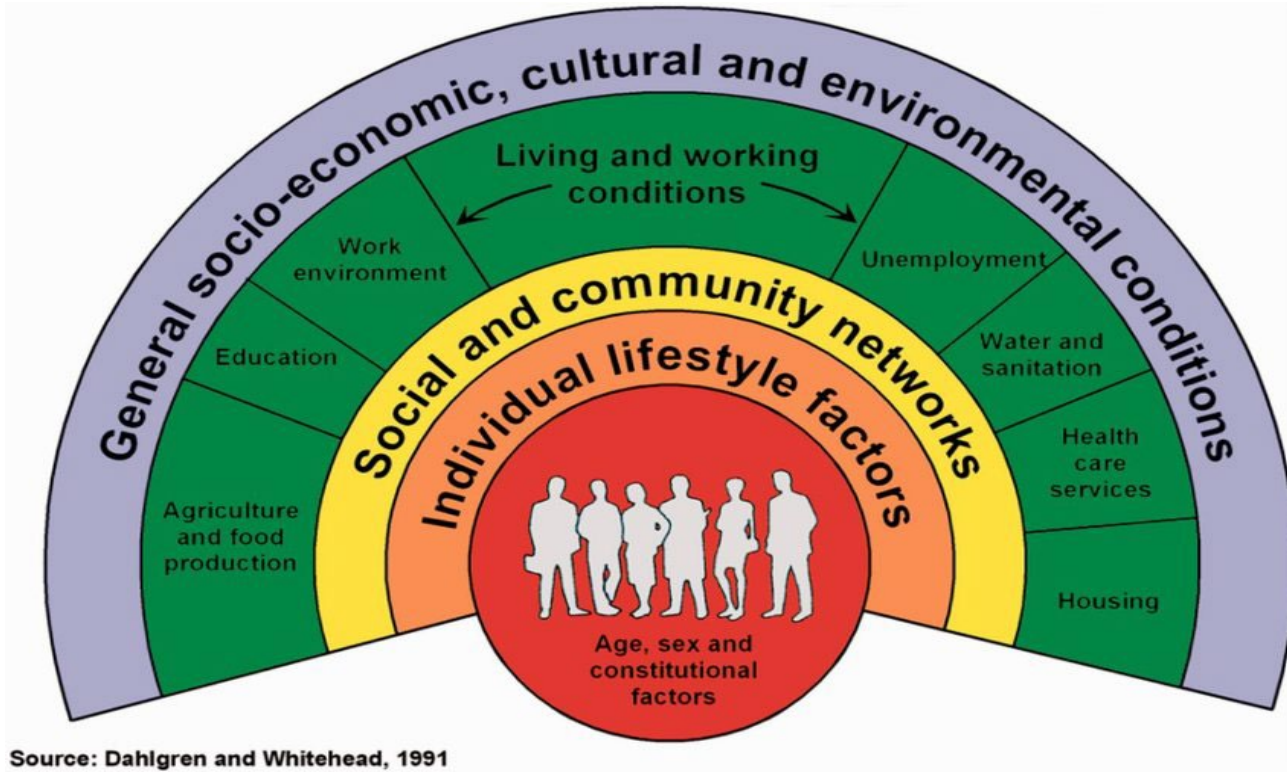 General socio-economic, cultural and environmental conditions
Living and working
conditions
Work
environment
Unemployment
Education
Water and
sanitation
Agriculture
and food
production
Health
care
services
Housing
Social and community networks
Individual lifestyle factors
Age, sex and
constitutional
factors
Source: Dahlgren and Whitehead, 1991